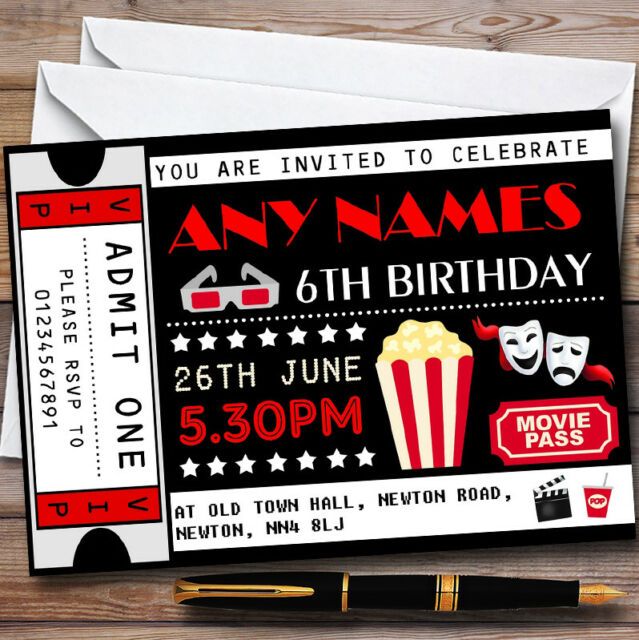 YOU ARE INVITED TO CELEBRATE
ANY NAMES
6TH BIRTHDAY
26TH JUNE
5.30PM
MOVIE
PASS
AT OLD TOWN HALL, NEWTON ROAD,
NEWTON, NN4 8LJ
POP
VIP
ADMIT ONE
PLEASE RSVP TO
01234567891
VIP